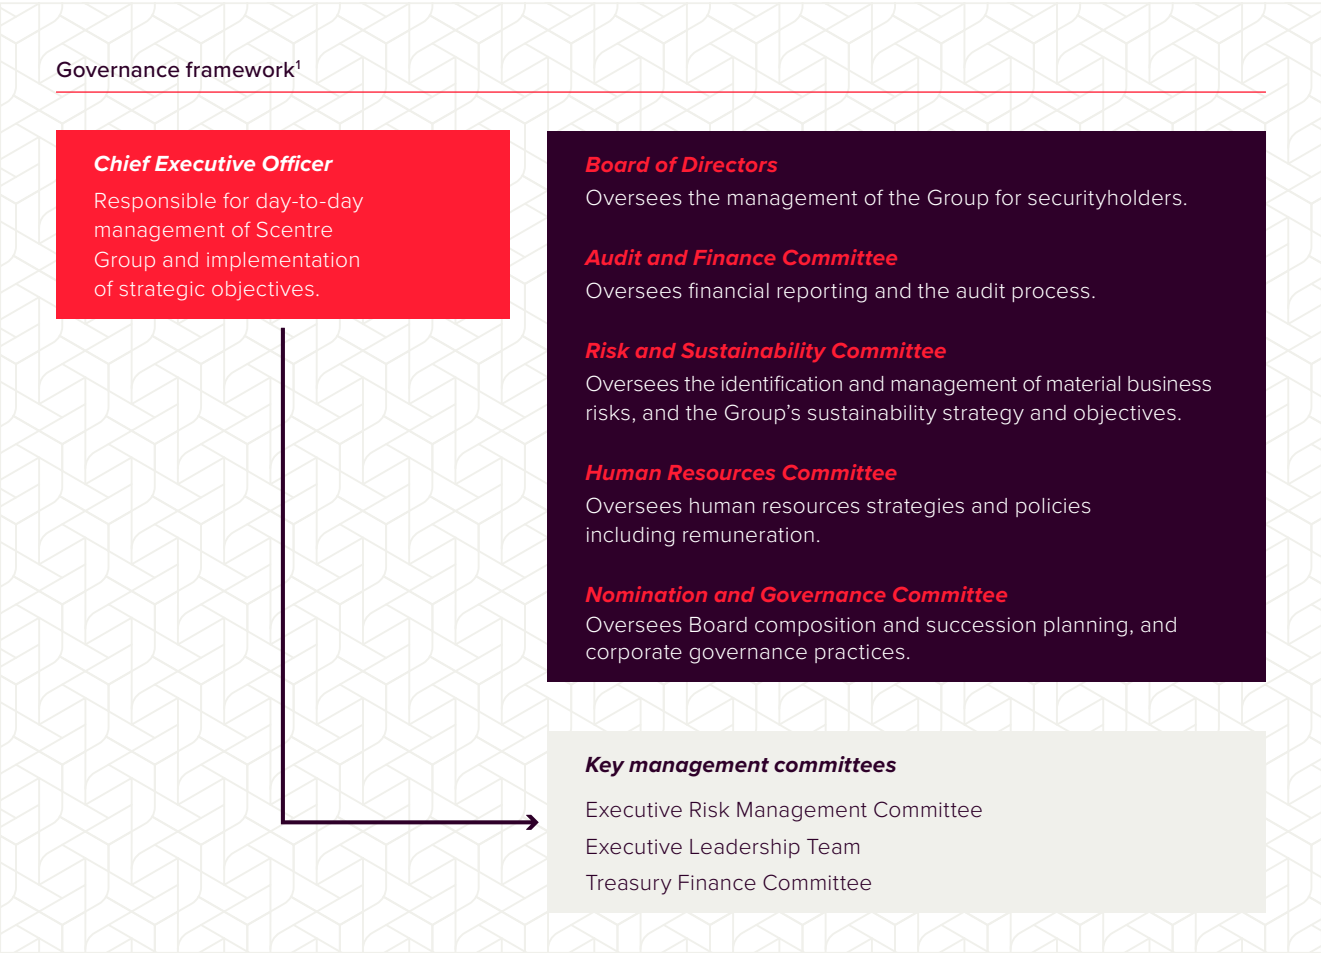 Governance framework¹
Chief Executive Officer
Responsible for day-to-day
management of Scentre
Group and implementation
of strategic objectives.
Board of Directors
Oversees the management of the Group for securityholders.
Audit and Finance Committee
Oversees financial reporting and the audit process.
Risk and Sustainability Committee
Oversees the identification and management of material business
risks, and the Group’s sustainability strategy and objectives.
Human Resources Committee
Oversees human resources strategies and policies
including remuneration.
Nomination and Governance Committee
Oversees Board composition and succession planning, and
corporate governance practices.
Key management committees
Executive Risk Management Committee
Executive Leadership Team
Treasury Finance Committee